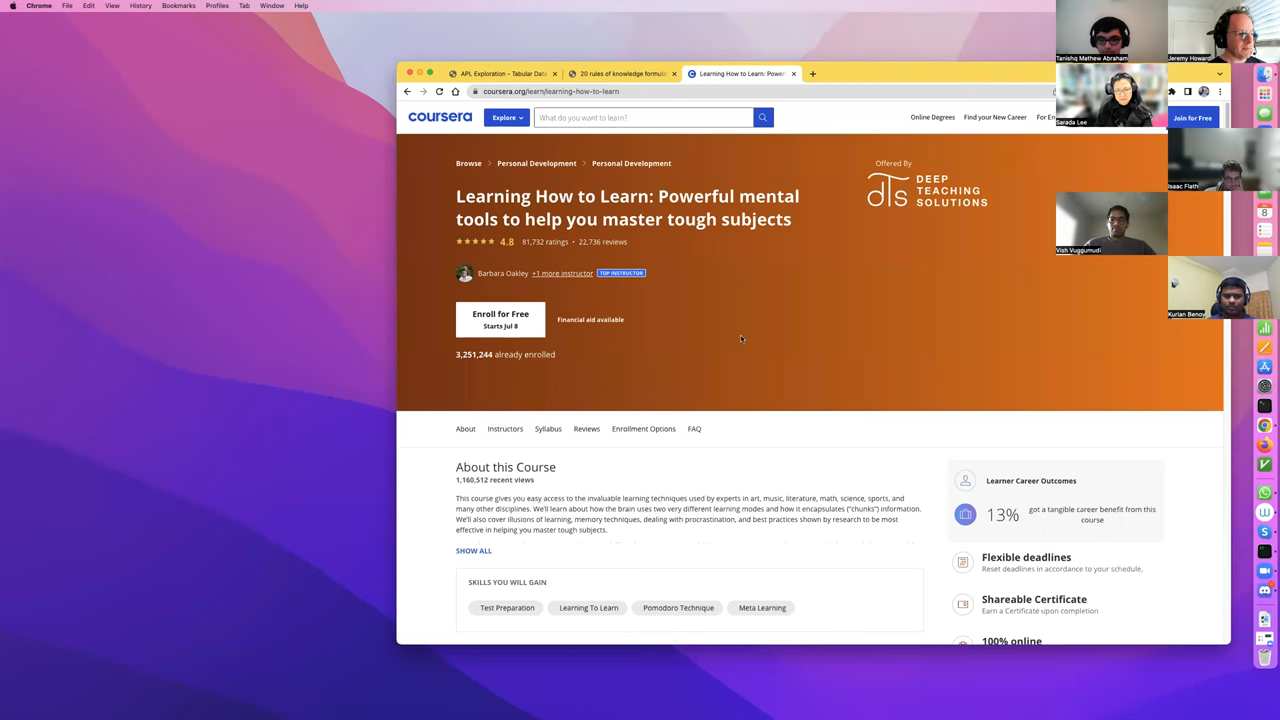 Chrome File Edit View History Bookmarks Profiles Tab Window Help
Tanishq Mathew Abraham
Jeremy Howard
Sarada Lee
Isaac Flath
Vish Vuggumudi
Kurian Benoy
APL Exploration - Tabular Data
20 rules of knowledge formula
Learning How to Learn: Power
coursera.org/learn/learning-how-to-learn
coursera
Explore
What do you want to learn?
Online Degrees
Find your New Career
For En
Join for Free
Browse
Personal Development
Personal Development
Offered By
DEEP
TEACHING
SOLUTIONS
Learning How to Learn: Powerful mental
tools to help you master tough subjects
4.8 81,732 ratings • 22,736 reviews
Barbara Oakley +1 more instructor TOP INSTRUCTOR
Enroll for Free
Starts Jul 8
Financial aid available
3,251,244 already enrolled
About Instructors Syllabus Reviews Enrollment Options FAQ
About this Course
1,160,512 recent views
This course gives you easy access to the invaluable learning techniques used by experts in art, music, literature, math, science, sports, and
many other disciplines. We'll learn about how the brain uses two very different learning modes and how it encapsulates ("chunks") information.
We'll also cover illusions of learning, memory techniques, dealing with procrastination, and best practices shown by research to be most
effective in helping you master tough subjects.
SHOW ALL
SKILLS YOU WILL GAIN
Test Preparation
Learning To Learn
Pomodoro Technique
Meta Learning
Learner Career Outcomes
13%
got a tangible career benefit from this
course
Flexible deadlines
Reset deadlines in accordance to your schedule.
Shareable Certificate
Earn a Certificate upon completion
100% online
8